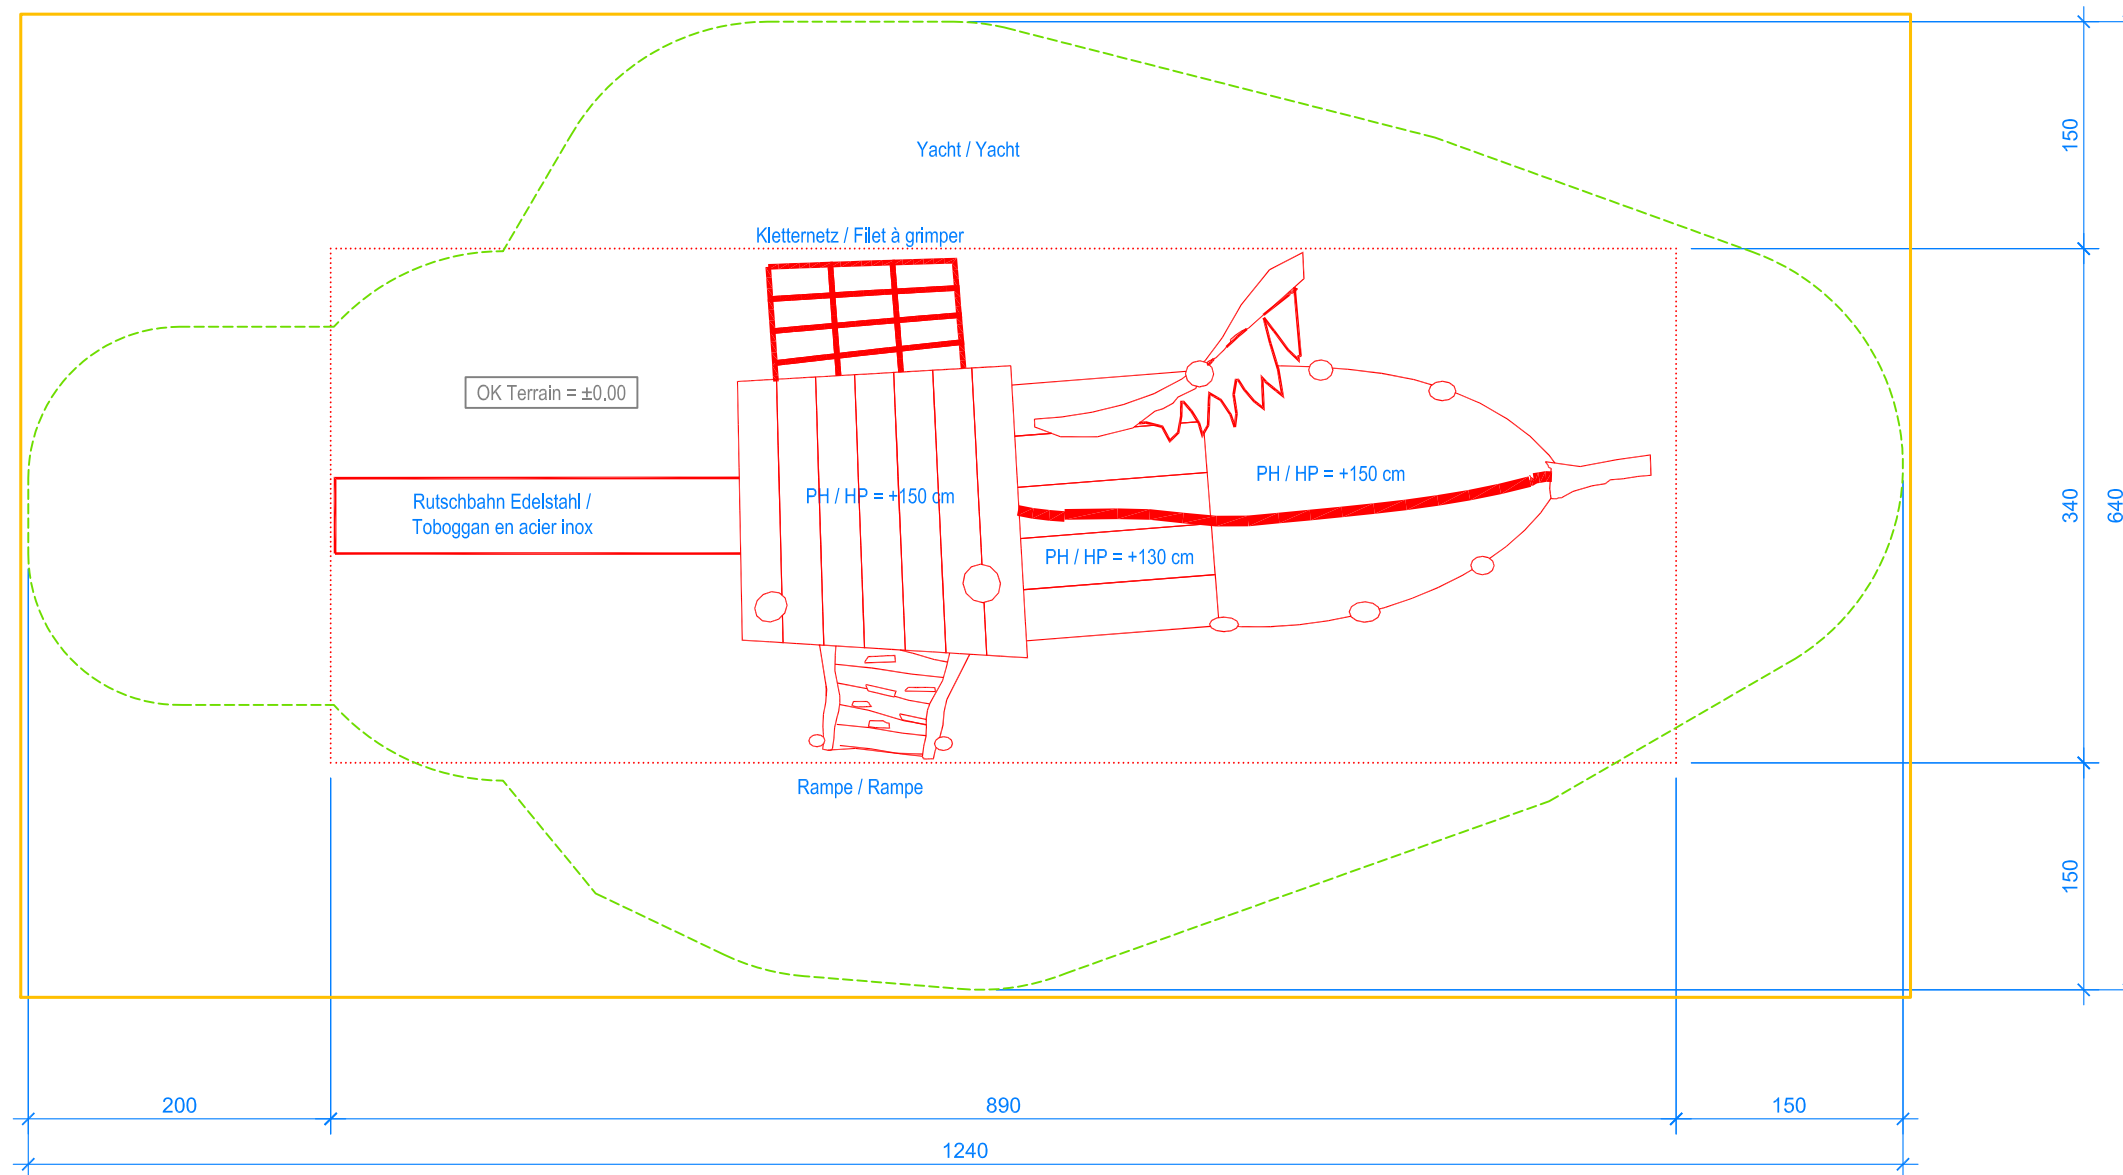 Yacht / Yacht
150
Kletternetz / Filet à grimper
OK Terrain = ±0,00
PH / HP = +150 cm
PH / HP = +150 cm
Rutschbahn Edelstahl /
Toboggan en acier inox
340
640
PH / HP = +130 cm
Rampe / Rampe
150
200
890
150
1240